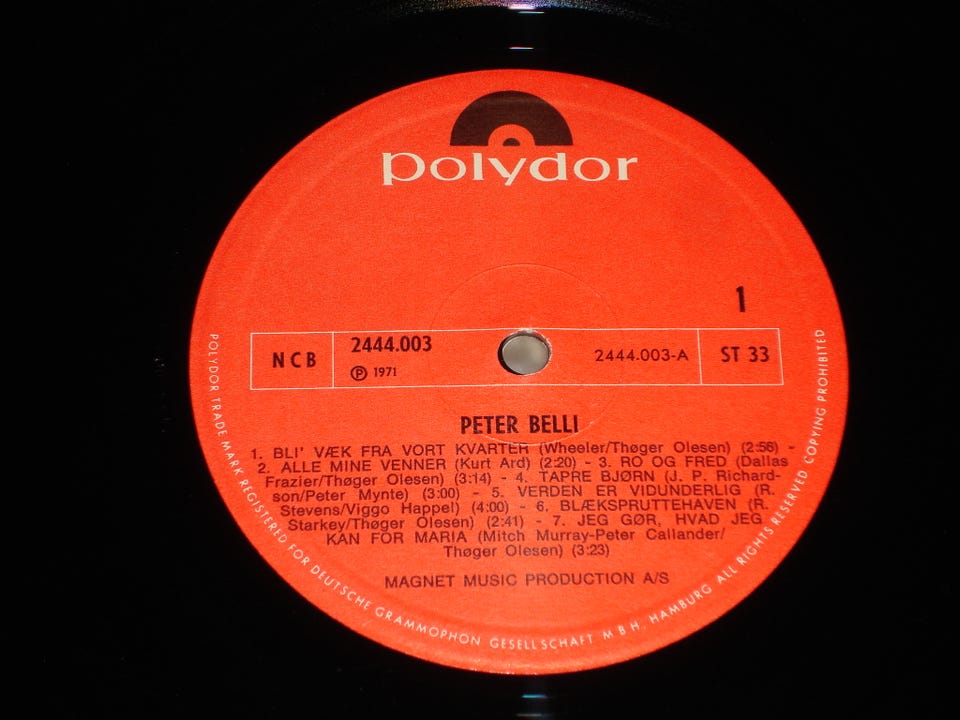 polydor
1
NCB
2444.003
℗ 1971
2444.003-A
ST 33
PETER BELLI
1. BLI' VÆK FRA VORT KVARTER (Wheeler/Thøger Olesen) (2:56) -
2. ALLE MINE VENNER (Kurt Ard) (2:20) - 3. RO OG FRED (Dallas
Frazier/Thøger Olesen) (3:14) - 4. TAPRE BJØRN (J. P. Richard-
son/Peter Mynte) (3:00) - 5. VERDEN ER VIDUNDERLIG (R.
Stevens/Viggo Happel) (4:00) - 6. BLÆKSPRUTTEHAVEN (R.
Starkey/Thøger Olesen) (2:41) - 7. JEG GØR, HVAD JEG
KAN FOR MARIA (Mitch Murray-Peter Callander/
Thøger Olesen) (3:23)
MAGNET MUSIC PRODUCTION A/S
POLYDOR TRADE MARK REGISTERED FOR DEUTSCHE GRAMMOPHON GESELLSCHAFT M B H. HAMBURG ALL RIGHTS RESERVED COPYING PROHIBITED